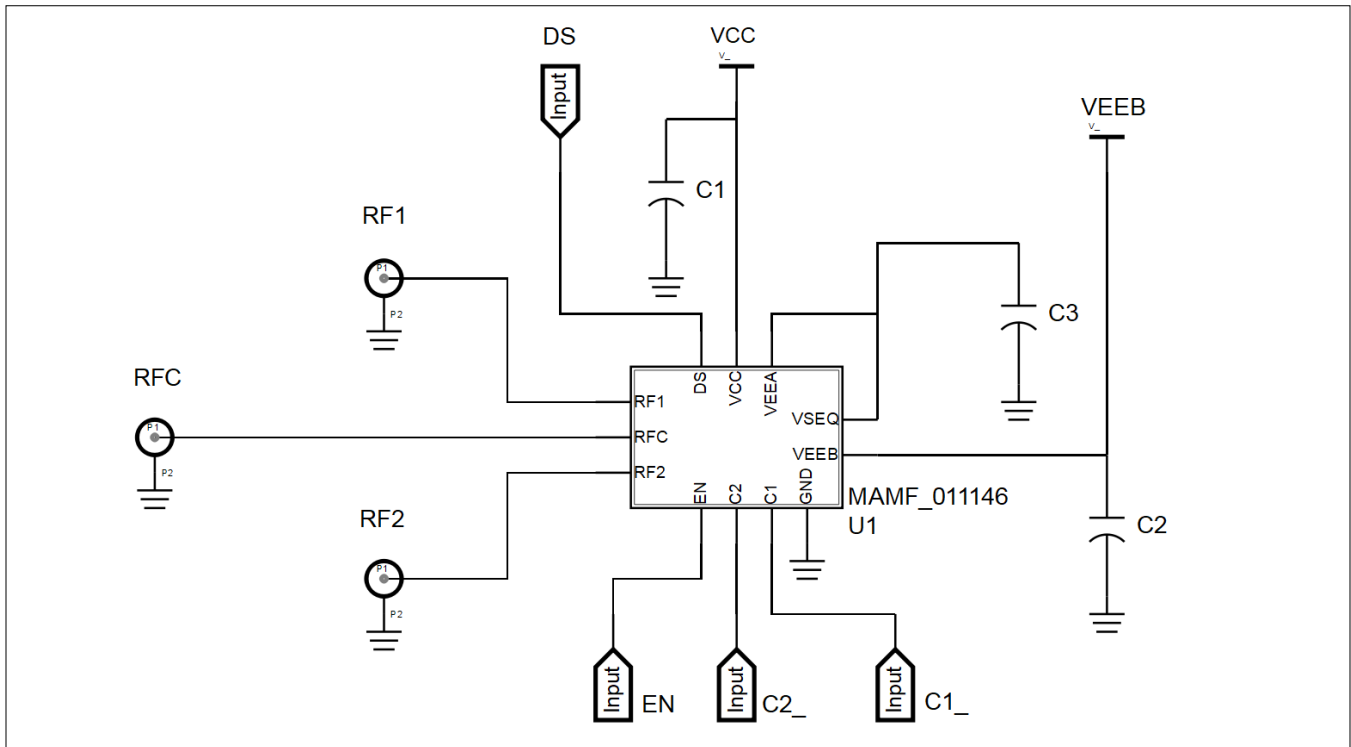 DS
Input
VCC
V_
VEEB
V_
C1
RF1
P1
P2
C3
RFC
P1
P2
DS
VCC
VEEA
RF1
RFC
RF2
VSEQ
VEEB
EN
C2
C1
GND
MAMF_011146
U1
RF2
P1
P2
C2
Input
EN
Input
C2_
Input
C1_